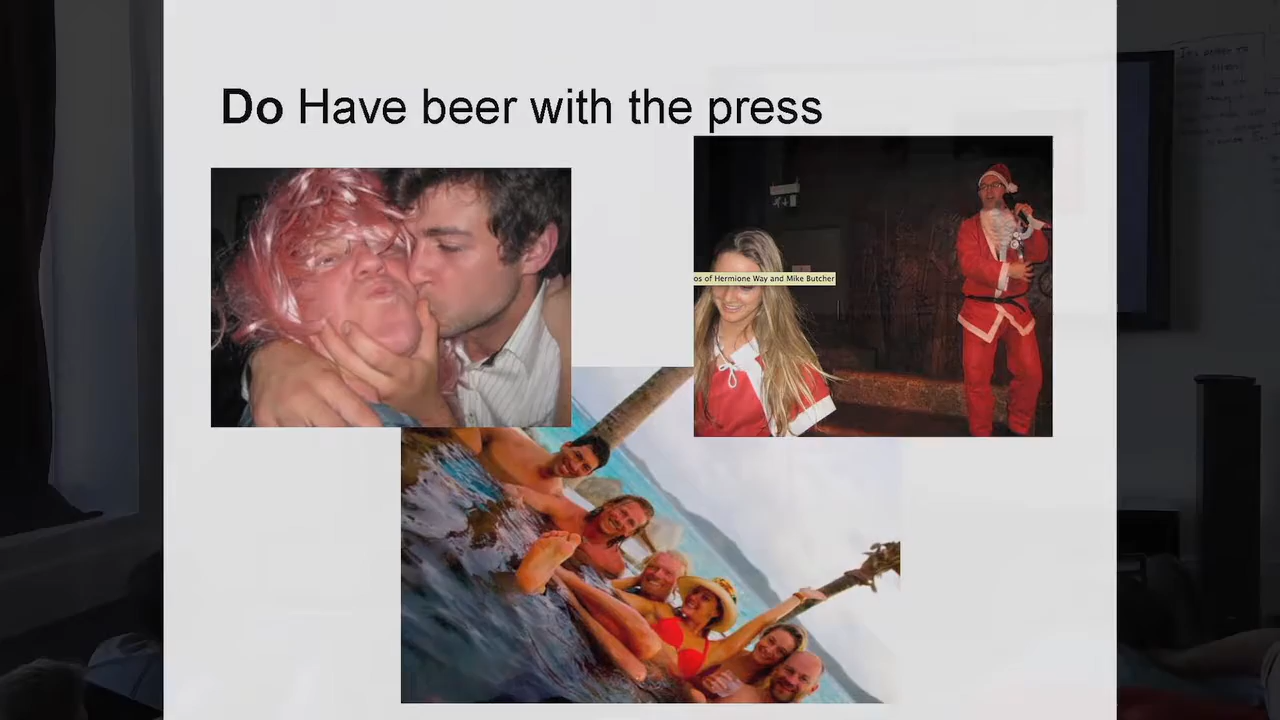 Do Have beer with the press
os of Hermione Way and Mike Butcher